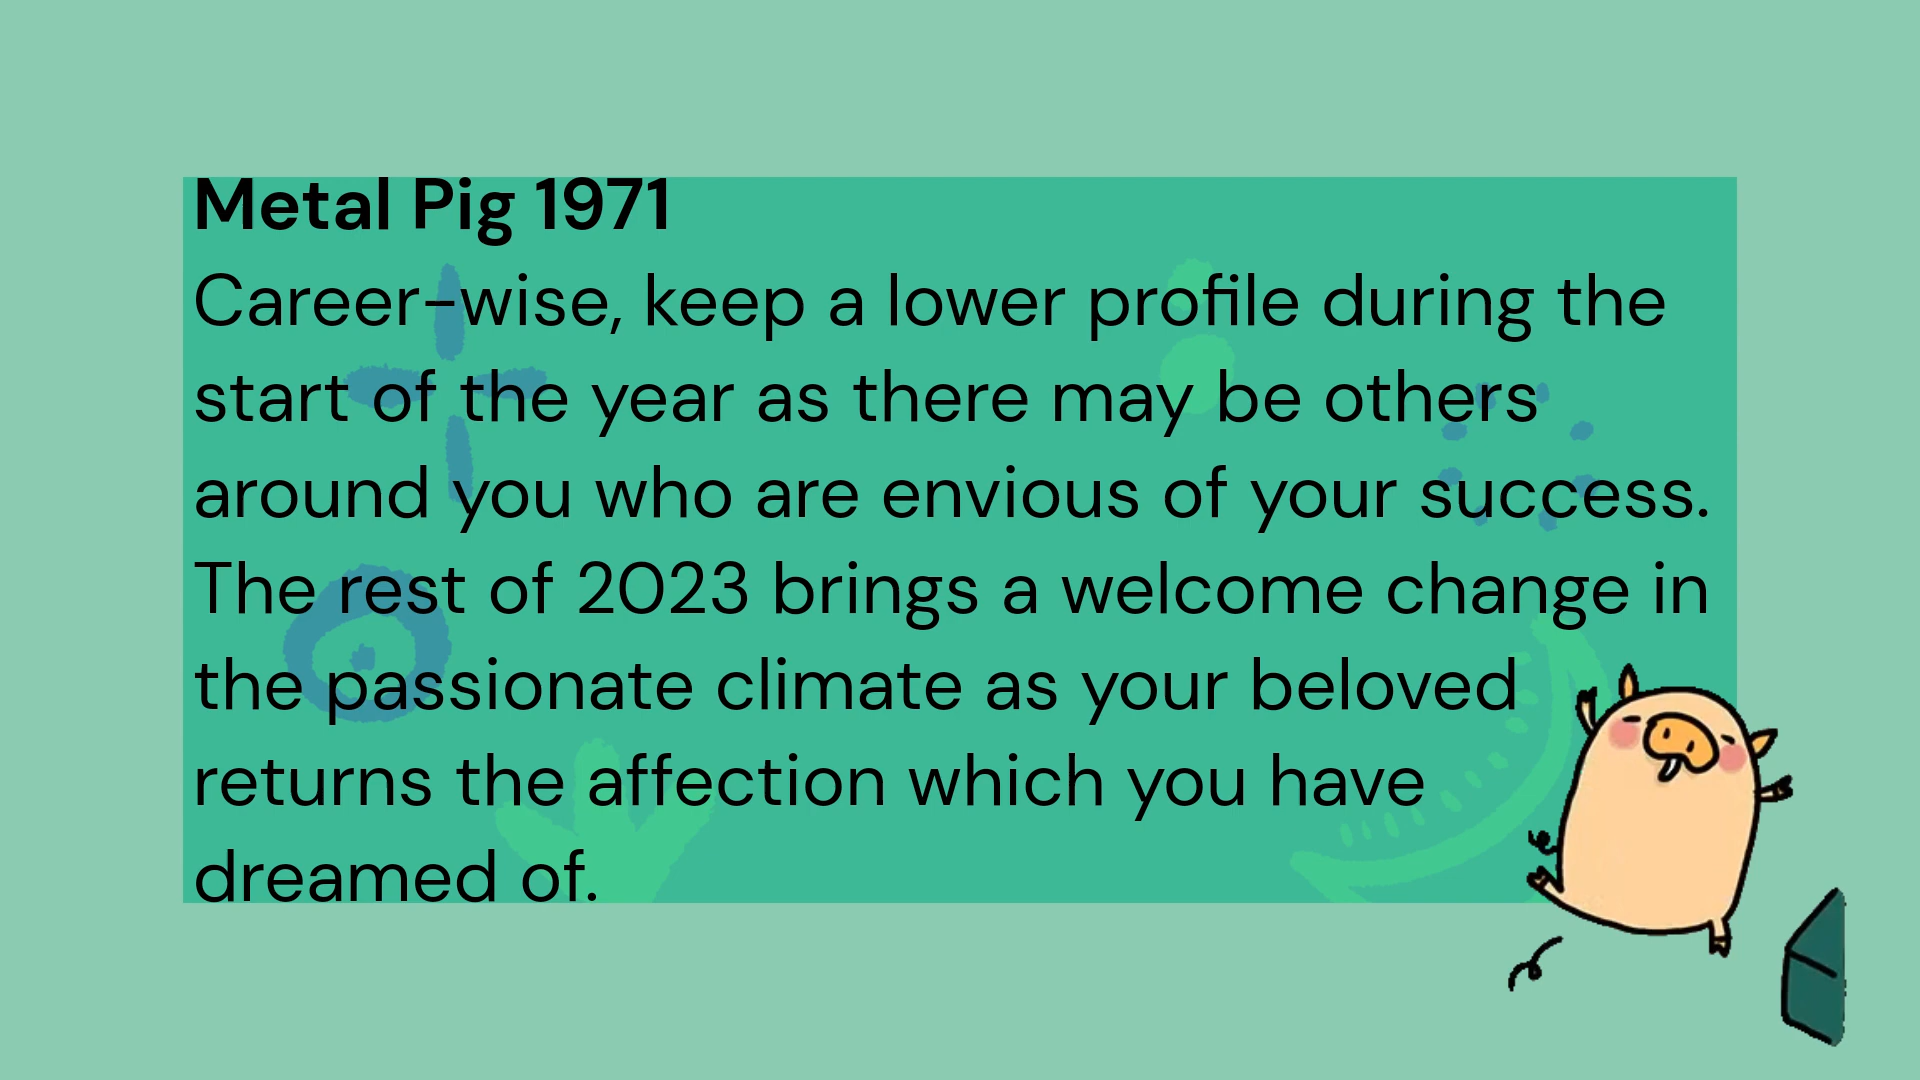 Metal Pig 1971
Career-wise, keep a lower profile during the
start of the year as there may be others
around you who are envious of your success.
The rest of 2023 brings a welcome change in
the passionate climate as your beloved
returns the affection which you have
dreamed of.